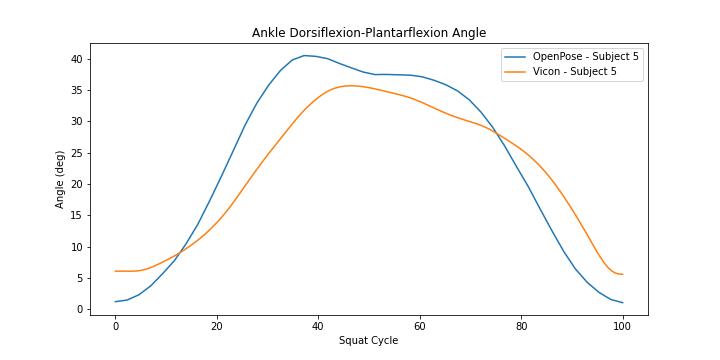 Ankle Dorsiflexion-Plantarflexion Angle
OpenPose - Subject 5
Vicon - Subject 5
Angle (deg)
40
35
30
25
20
15
10
5
0
0 20 40 60 80 100
Squat Cycle